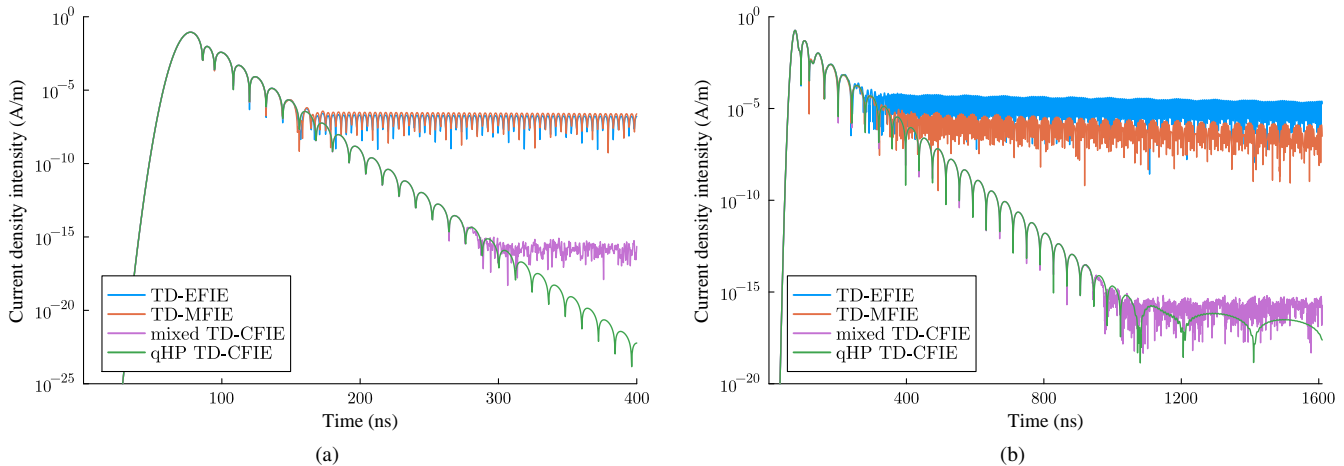 10^0
10^-5
10^-10
10^-15
10^-20
10^-25
Current density intensity (A/m)
TD-EFIE
TD-MFIE
mixed TD-CFIE
qHP TD-CFIE
100
200
300
400
Time (ns)
(a)
10^0
10^-5
10^-10
10^-15
10^-20
Current density intensity (A/m)
TD-EFIE
TD-MFIE
mixed TD-CFIE
qHP TD-CFIE
400
800
1200
1600
Time (ns)
(b)